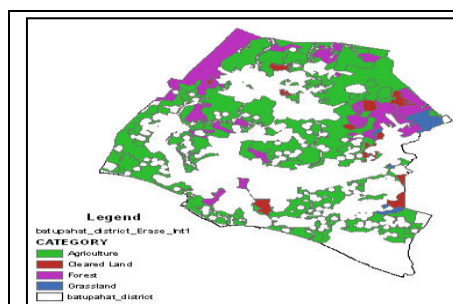 Legend
batupahat_district_Erase_Int1
CATEGORY
Agriculture
Cleared Land
Forest
Grassland
batupahat_district